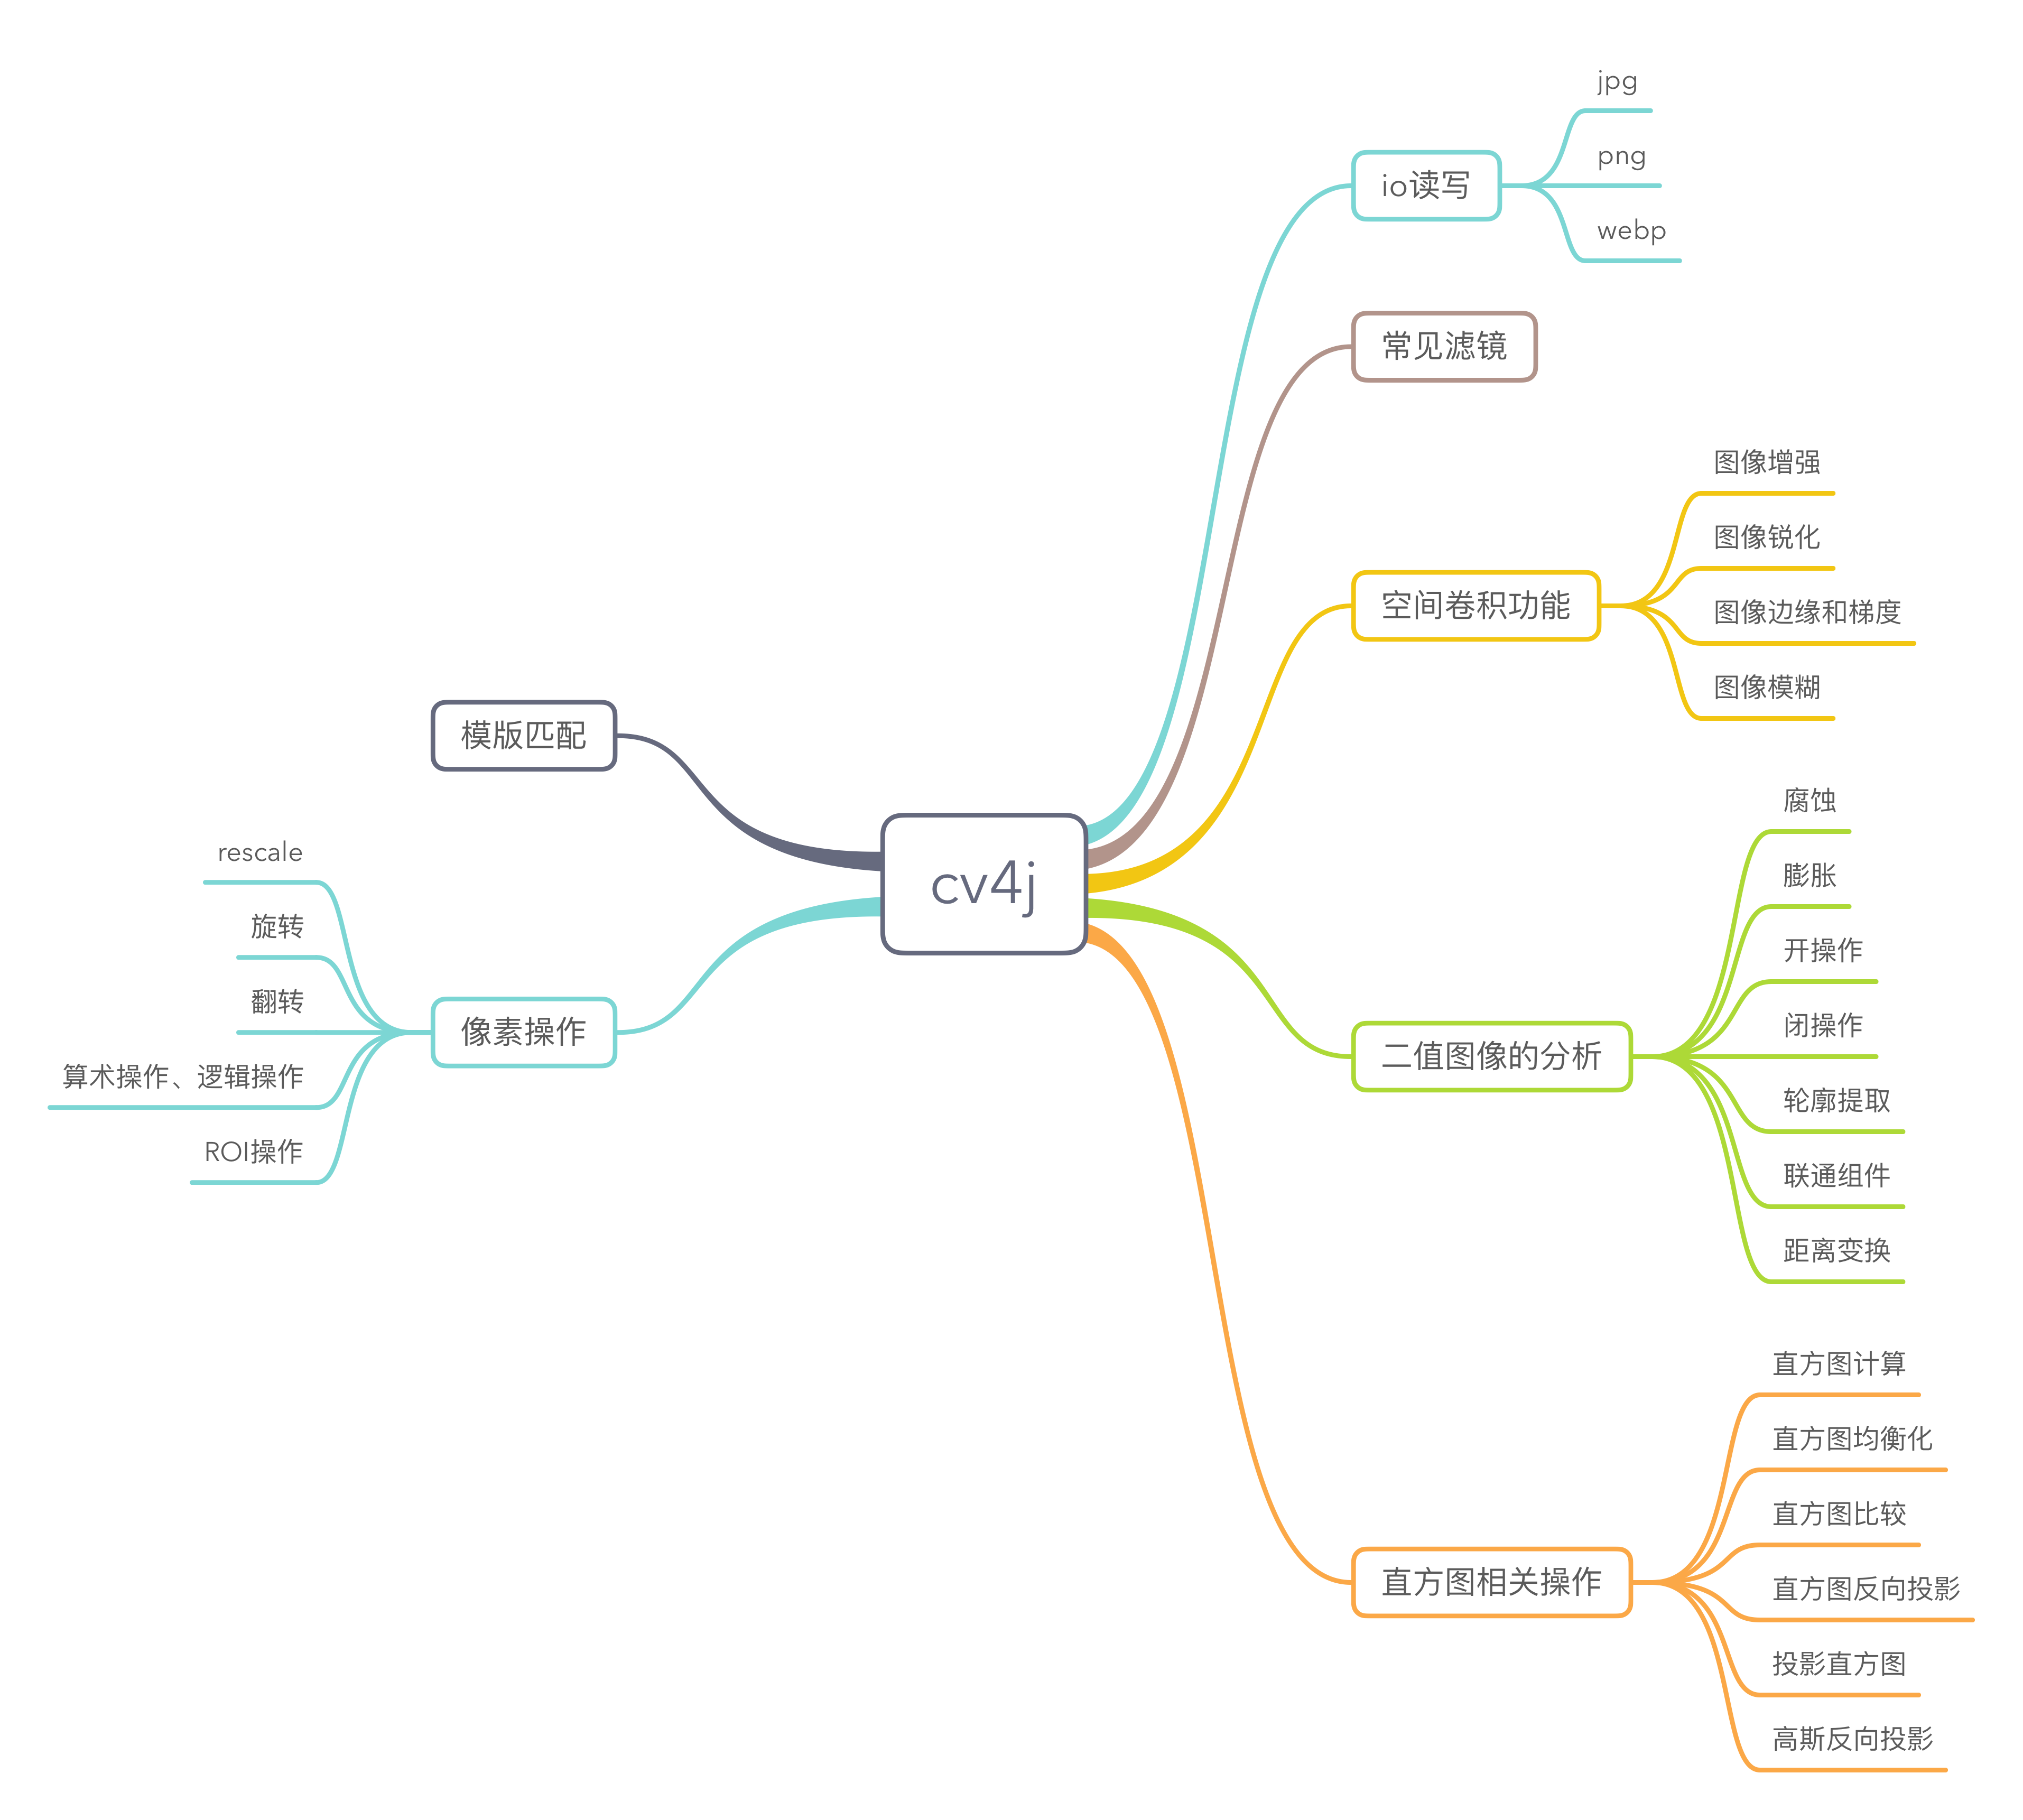 cv4j
io读写
jpg
png
webp
常见滤镜
空间卷积功能
图像增强
图像锐化
图像边缘和梯度
图像模糊
二值图像的分析
腐蚀
膨胀
开操作
闭操作
轮廓提取
联通组件
距离变换
直方图相关操作
直方图计算
直方图均衡化
直方图比较
直方图反向投影
投影直方图
高斯反向投影
模版匹配
像素操作
rescale
旋转
翻转
算术操作、逻辑操作
ROI操作